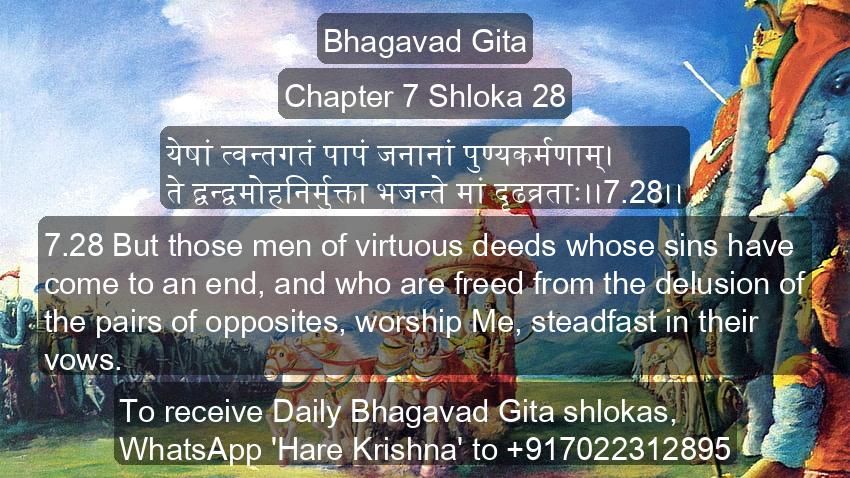 Bhagavad Gita
Chapter 7 Shloka 28
येषां त्वन्तगतं पापं जनानां पुण्यकर्मणाम्।
ते द्वन्द्वमोहनिर्मुक्ता भजन्ते मां दृढव्रताः।।7.28।।
7.28 But those men of virtuous deeds whose sins have
come to an end, and who are freed from the delusion of
the pairs of opposites, worship Me, steadfast in their
vows.
To receive Daily Bhagavad Gita shlokas,
WhatsApp 'Hare Krishna' to +917022312895